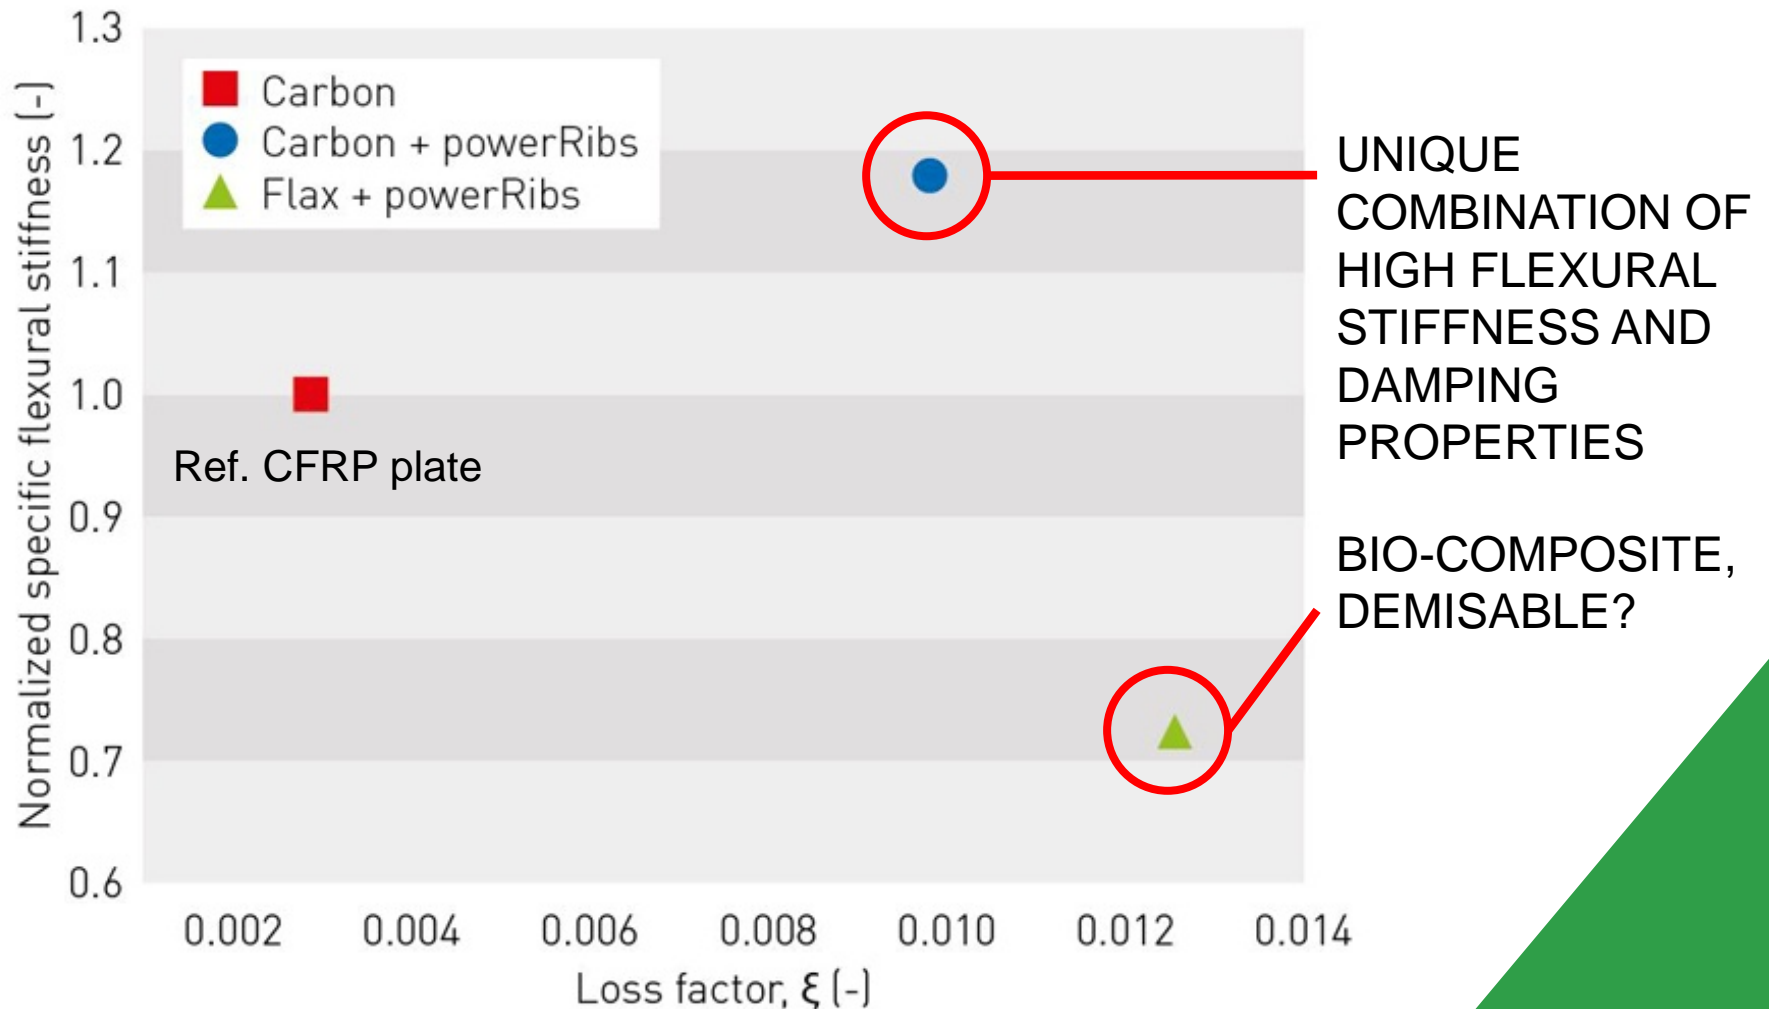 1.3
1.2
1.1
1.0
0.9
0.8
0.7
0.6
Normalized specific flexural stiffness (-)
Carbon
Carbon + powerRibs
Flax + powerRibs
Ref. CFRP plate
0.002 0.004 0.006 0.008 0.010 0.012 0.014
Loss factor, ξ (-)
UNIQUE
COMBINATION OF
HIGH FLEXURAL
STIFFNESS AND
DAMPING
PROPERTIES
BIO-COMPOSITE,
DEMISABLE?